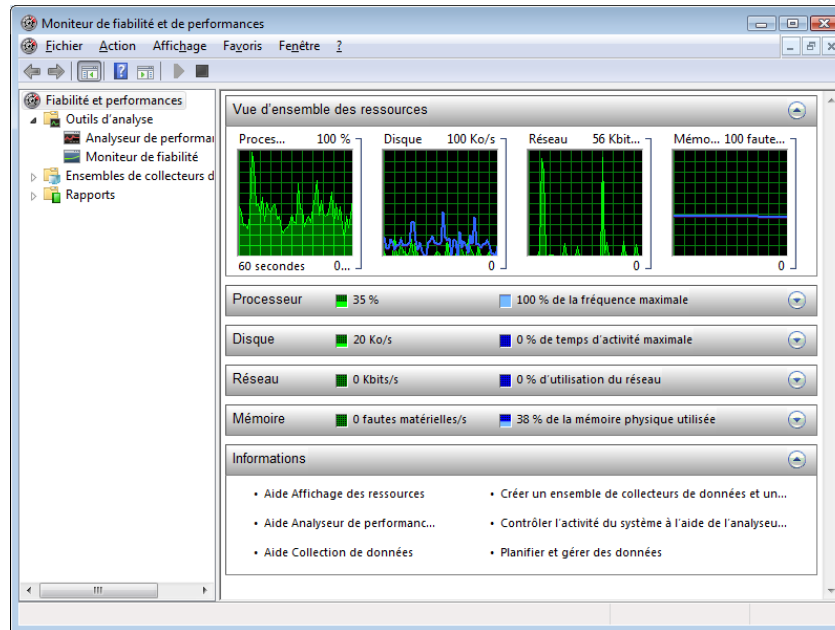 Moniteur de fiabilité et de performances
Fichier Action Affichage Favoris Fenêtre ?
Fiabilité et performances
Outils d'analyse
Analyseur de performa
Moniteur de fiabilité
Ensembles de collecteurs d
Rapports
Vue d'ensemble des ressources
Proces... 100 % Disque 100 Ko/s Réseau 56 Kbit... Mémo... 100 faute...
60 secondes 0... 0 0 0
Processeur 35 % 100 % de la fréquence maximale
Disque 20 Ko/s 0 % de temps d'activité maximale
Réseau 0 Kbits/s 0 % d'utilisation du réseau
Mémoire 0 fautes matérielles/s 38 % de la mémoire physique utilisée
Informations
• Aide Affichage des ressources • Créer un ensemble de collecteurs de données et un...
• Aide Analyseur de performanc... • Contrôler l'activité du système à l'aide de l'analyseu...
• Aide Collection de données • Planifier et gérer des données